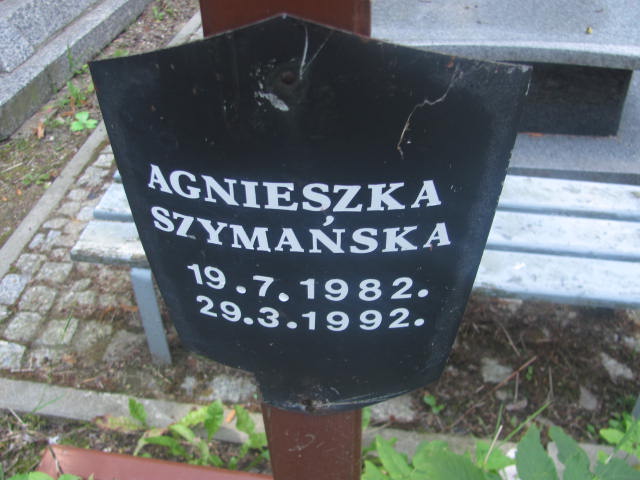 AGNIESZKA
SZYMAŃSKA
19.7.1982.
29.3.1992.